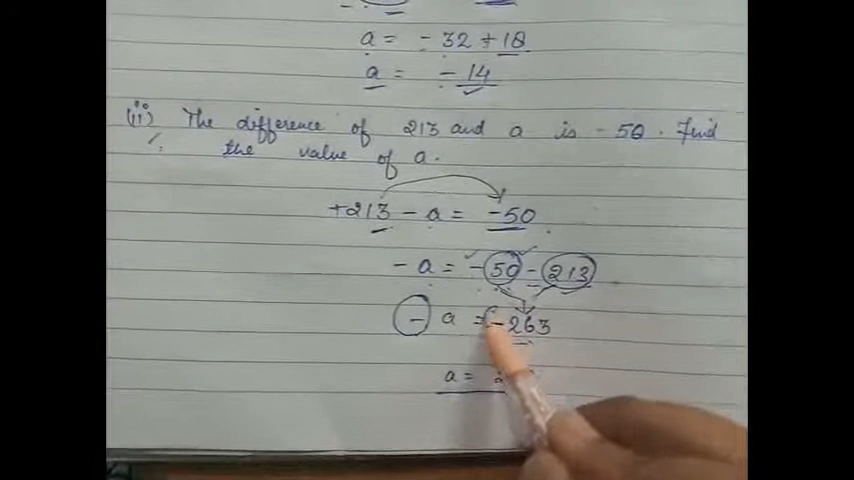 a = - 32 + 18
a = - 14
(ii) The difference of 213 and a is - 50. Find
the value of a.
+213 - a = -50
- a = - 50 - 213
- a = - 263
a =